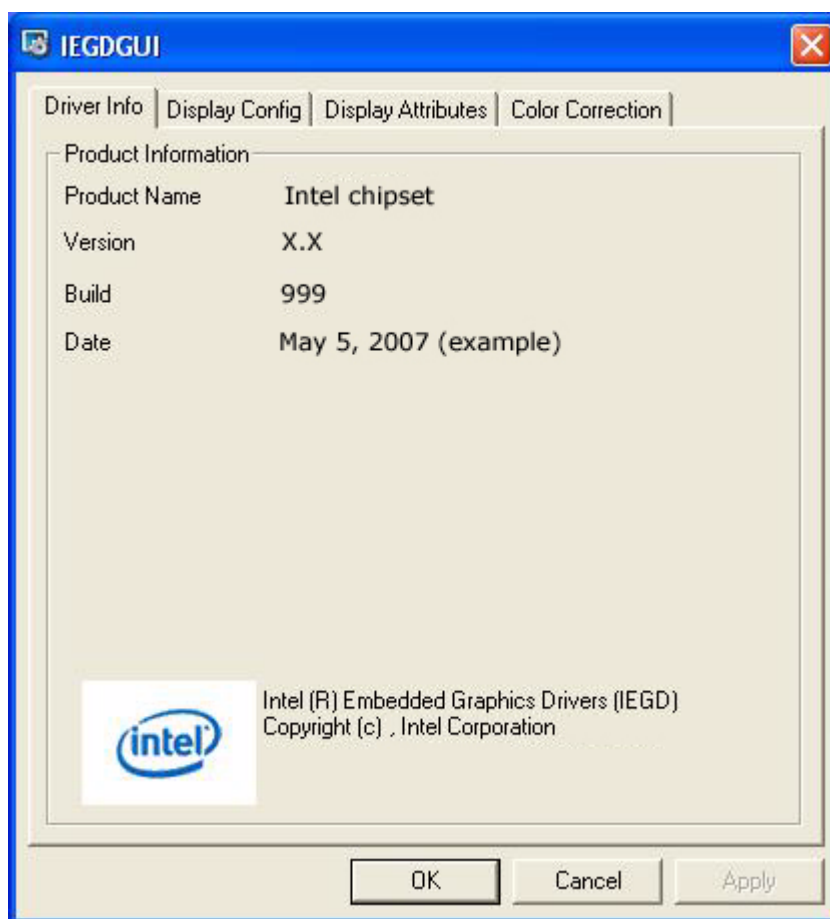 IEGDGUI
Driver Info Display Config Display Attributes Color Correction
Product Information
Product Name Intel chipset
Version X.X
Build 999
Date May 5, 2007 (example)
intel
Intel (R) Embedded Graphics Drivers (IEGD)
Copyright (c) , Intel Corporation
OK Cancel Apply